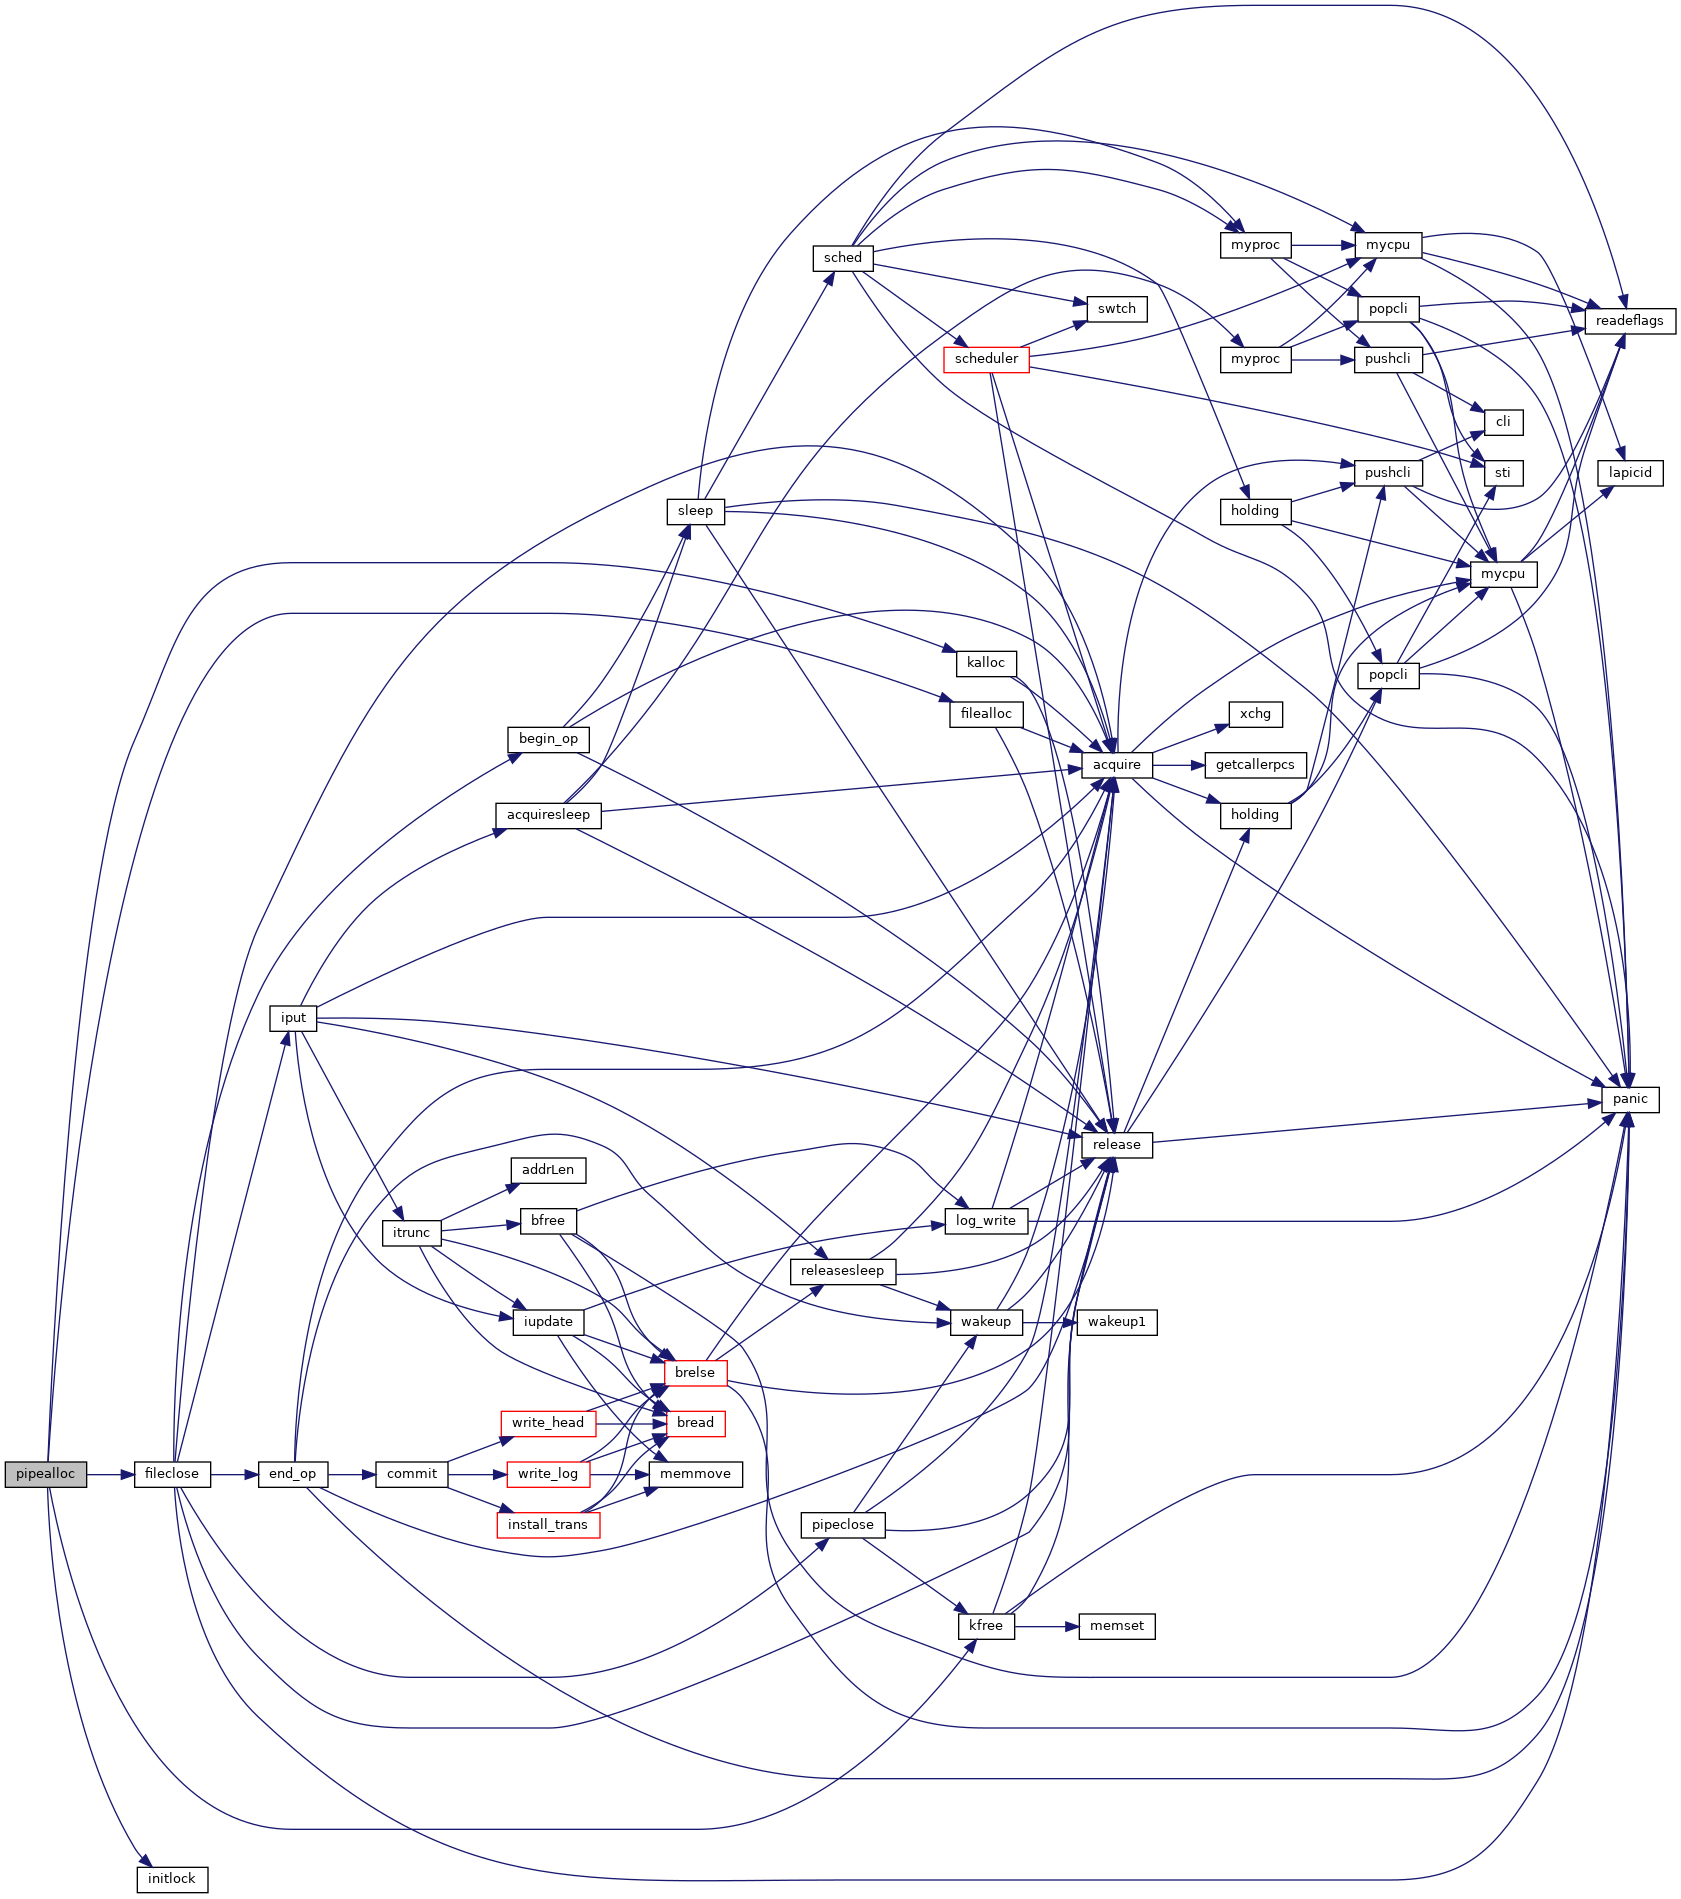 pipealloc
fileclose
initlock
iput
end_op
itrunc
commit
begin_op
acquiresleep
addrLen
bfree
iupdate
write_head
write_log
install_trans
sleep
brelse
bread
memmove
sched
releasesleep
pipeclose
scheduler
kalloc
filealloc
log_write
wakeup
kfree
swtch
acquire
release
wakeup1
memset
myproc
myproc
holding
xchg
getcallerpcs
holding
mycpu
popcli
pushcli
pushcli
popcli
cli
sti
mycpu
readeflags
lapicid
panic